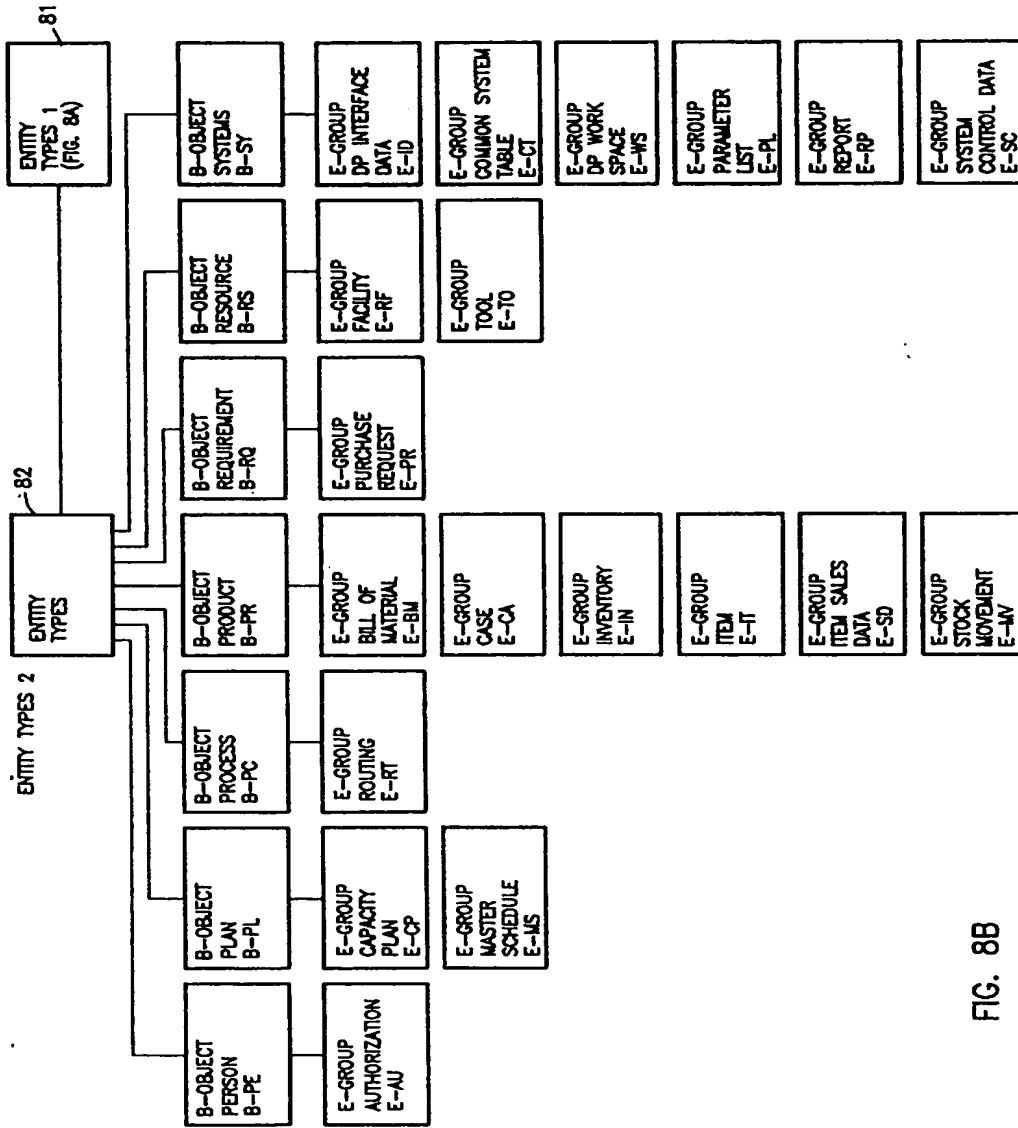 ENTITY TYPES 2
ENTITY
TYPES
82
ENTITY
TYPES 1
(FIG. 8A)
81
B-OBJECT
PERSON
B-PE
E-GROUP
AUTHORIZATION
E-AU
B-OBJECT
PLAN
B-PL
E-GROUP
CAPACITY
PLAN
E-CP
E-GROUP
MASTER
SCHEDULE
E-MS
B-OBJECT
PROCESS
B-PC
E-GROUP
ROUTING
E-RT
B-OBJECT
PRODUCT
B-PR
E-GROUP
BILL OF
MATERIAL
E-BM
E-GROUP
CASE
E-CA
E-GROUP
INVENTORY
E-IN
E-GROUP
ITEM
E-IT
E-GROUP
ITEM SALES
DATA
E-SD
E-GROUP
STOCK
MOVEMENT
E-MV
B-OBJECT
REQUIREMENT
B-RQ
E-GROUP
PURCHASE
REQUEST
E-PR
B-OBJECT
RESOURCE
B-RS
E-GROUP
FACILITY
E-RF
E-GROUP
TOOL
E-TO
B-OBJECT
SYSTEMS
B-SY
E-GROUP
DP INTERFACE
DATA
E-ID
E-GROUP
COMMON SYSTEM
TABLE
E-CT
E-GROUP
DP WORK
SPACE
E-WS
E-GROUP
PARAMETER
LIST
E-PL
E-GROUP
REPORT
E-RP
E-GROUP
SYSTEM
CONTROL DATA
E-SC
FIG. 8B